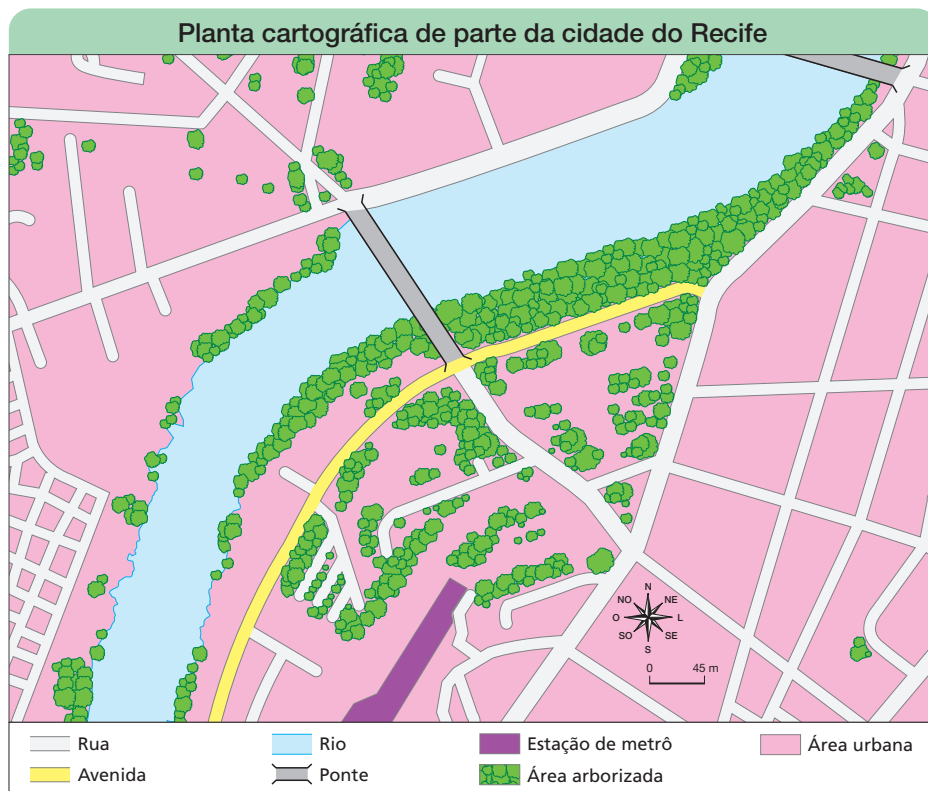 Planta cartográfica de parte da cidade do Recife
N
NO NE
O L
SO SE
S
0 45 m
Rua
Rio
Estação de metrô
Área urbana
Avenida
Ponte
Área arborizada